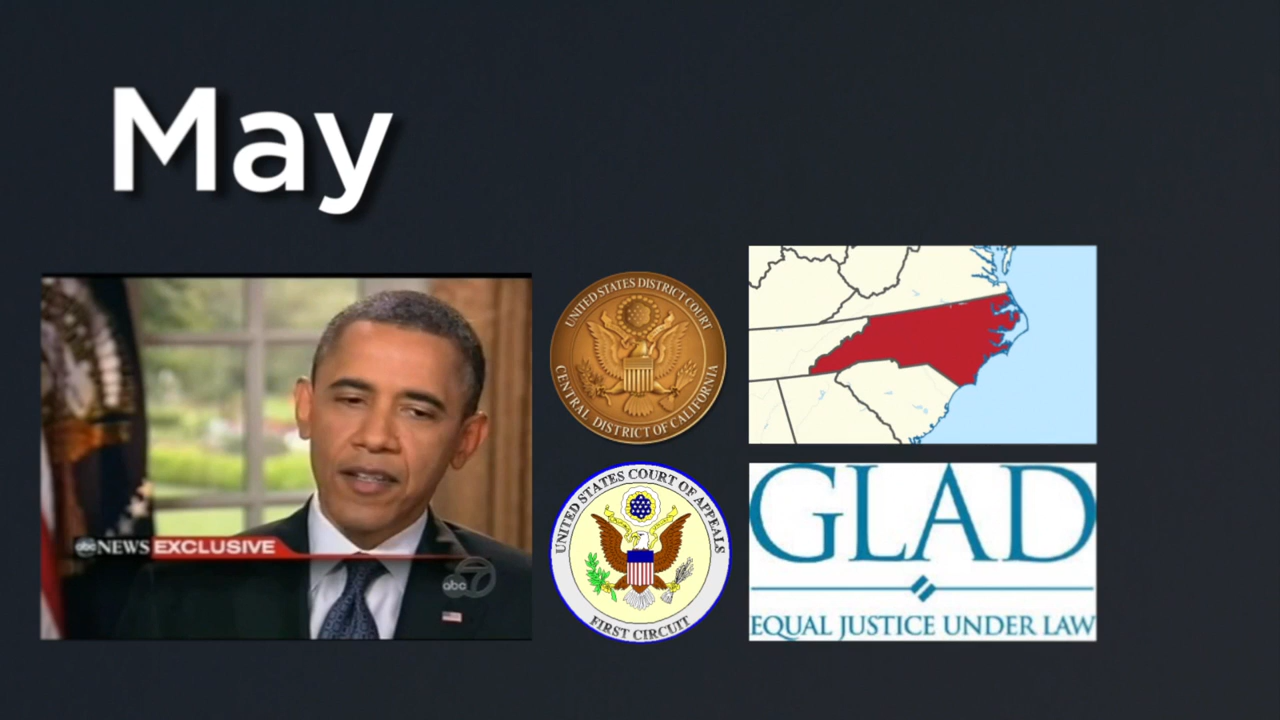 May
abc NEWS EXCLUSIVE
abc 7
UNITED STATES DISTRICT COURT
CENTRAL DISTRICT OF CALIFORNIA
UNITED STATES COURT OF APPEALS
FIRST CIRCUIT
GLAD
EQUAL JUSTICE UNDER LAW